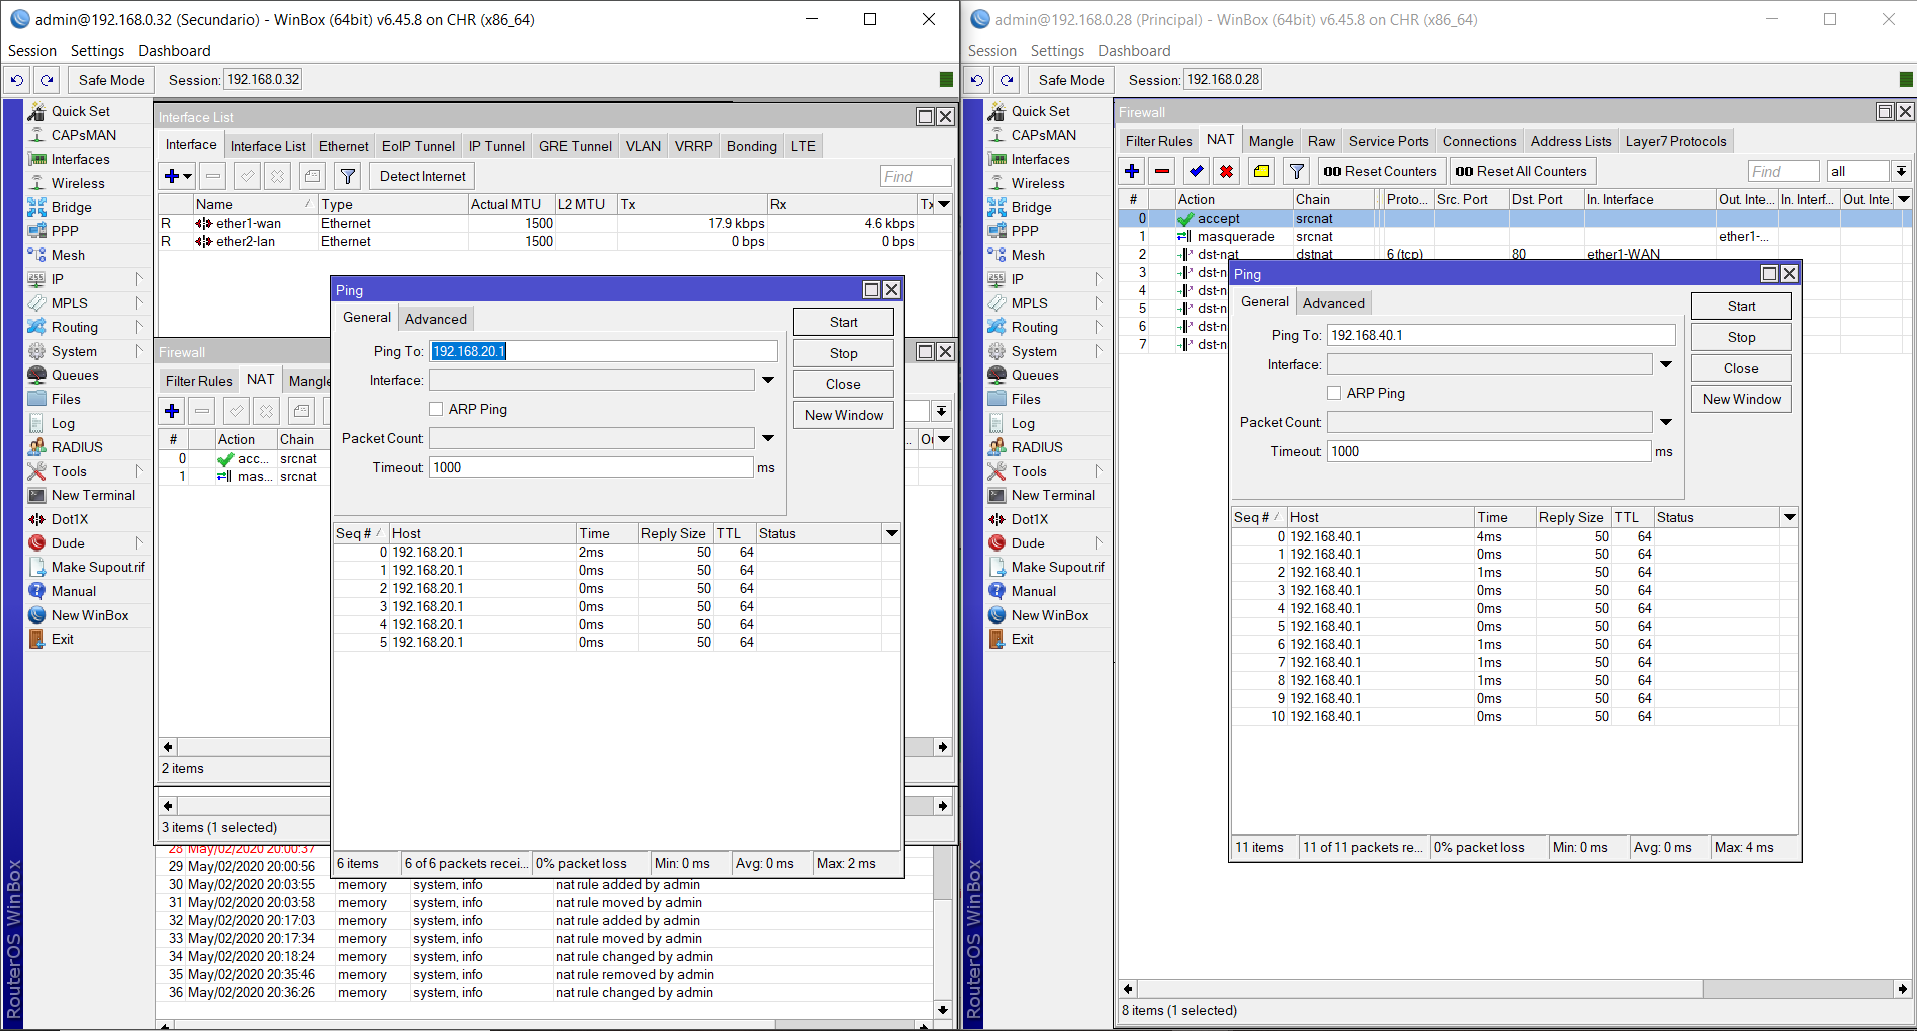 admin@192.168.0.32 (Secundario) - WinBox (64bit) v6.45.8 on CHR (x86_64)
Session Settings Dashboard
Safe Mode Session: 192.168.0.32
Quick Set
CAPsMAN
Interfaces
Wireless
Bridge
PPP
Mesh
IP
MPLS
Routing
System
Queues
Files
Log
RADIUS
Tools
New Terminal
Dot1X
Dude
Make Supout.rif
Manual
New WinBox
Exit
RouterOS WinBox
Interface List
Interface Interface List Ethernet EoIP Tunnel IP Tunnel GRE Tunnel VLAN VRRP Bonding LTE
Detect Internet Find
Name Type Actual MTU L2 MTU Tx Rx Tx
R ether1-wan Ethernet 1500 17.9 kbps 4.6 kbps
R ether2-lan Ethernet 1500 0 bps 0 bps
Firewall
Filter Rules NAT Mangle
# Action Chain
0 acc... srcnat
1 mas... srcnat
2 items
3 items (1 selected)
28 May/02/2020 20:00:37
29 May/02/2020 20:00:56
30 May/02/2020 20:03:55 memory system, info nat rule added by admin
31 May/02/2020 20:03:58 memory system, info nat rule moved by admin
32 May/02/2020 20:17:03 memory system, info nat rule added by admin
33 May/02/2020 20:17:34 memory system, info nat rule moved by admin
34 May/02/2020 20:18:24 memory system, info nat rule changed by admin
35 May/02/2020 20:35:46 memory system, info nat rule removed by admin
36 May/02/2020 20:36:26 memory system, info nat rule changed by admin
Ping
General Advanced
Ping To: 192.168.20.1
Interface:
ARP Ping
Packet Count:
Timeout: 1000 ms
Start
Stop
Close
New Window
Seq # Host Time Reply Size TTL Status
0 192.168.20.1 2ms 50 64
1 192.168.20.1 0ms 50 64
2 192.168.20.1 0ms 50 64
3 192.168.20.1 0ms 50 64
4 192.168.20.1 0ms 50 64
5 192.168.20.1 0ms 50 64
6 items 6 of 6 packets recei... 0% packet loss Min: 0 ms Avg: 0 ms Max: 2 ms
admin@192.168.0.28 (Principal) - WinBox (64bit) v6.45.8 on CHR (x86_64)
Session Settings Dashboard
Safe Mode Session: 192.168.0.28
Quick Set
CAPsMAN
Interfaces
Wireless
Bridge
PPP
Mesh
IP
MPLS
Routing
System
Queues
Files
Log
RADIUS
Tools
New Terminal
Dot1X
Dude
Make Supout.rif
Manual
New WinBox
Exit
RouterOS WinBox
Firewall
Filter Rules NAT Mangle Raw Service Ports Connections Address Lists Layer7 Protocols
00 Reset Counters 00 Reset All Counters Find all
# Action Chain Proto... Src. Port Dst. Port In. Interface Out. Inte... In. Interf... Out. Inte...
0 accept srcnat
1 masquerade srcnat ether1-...
2 dst-nat dstnat 6 (tcp) 80 ether1-WAN
3 dst-n
4 dst-n
5 dst-n
6 dst-n
7 dst-n
8 items (1 selected)
Ping
General Advanced
Ping To: 192.168.40.1
Interface:
ARP Ping
Packet Count:
Timeout: 1000 ms
Start
Stop
Close
New Window
Seq # Host Time Reply Size TTL Status
0 192.168.40.1 4ms 50 64
1 192.168.40.1 0ms 50 64
2 192.168.40.1 1ms 50 64
3 192.168.40.1 0ms 50 64
4 192.168.40.1 0ms 50 64
5 192.168.40.1 0ms 50 64
6 192.168.40.1 1ms 50 64
7 192.168.40.1 1ms 50 64
8 192.168.40.1 1ms 50 64
9 192.168.40.1 0ms 50 64
10 192.168.40.1 0ms 50 64
11 items 11 of 11 packets re... 0% packet loss Min: 0 ms Avg: 0 ms Max: 4 ms